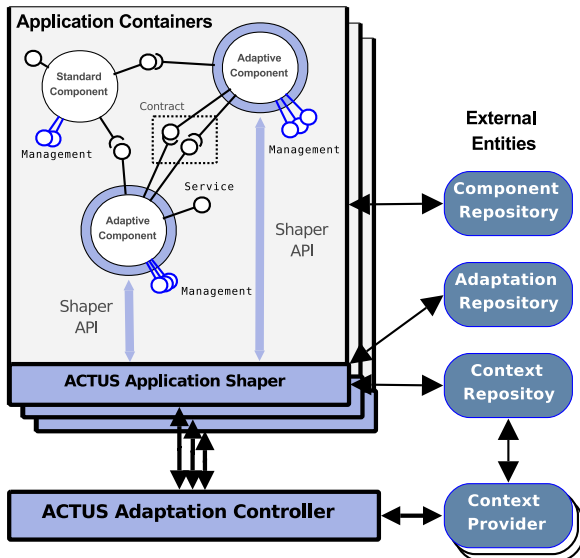 Application Containers
Standard
Component
Adaptive
Component
Contract
Management
Management
Service
Adaptive
Component
Shaper
API
Management
Shaper
API
ACTUS Application Shaper
ACTUS Adaptation Controller
External
Entities
Component
Repository
Adaptation
Repository
Context
Repositoy
Context
Provider